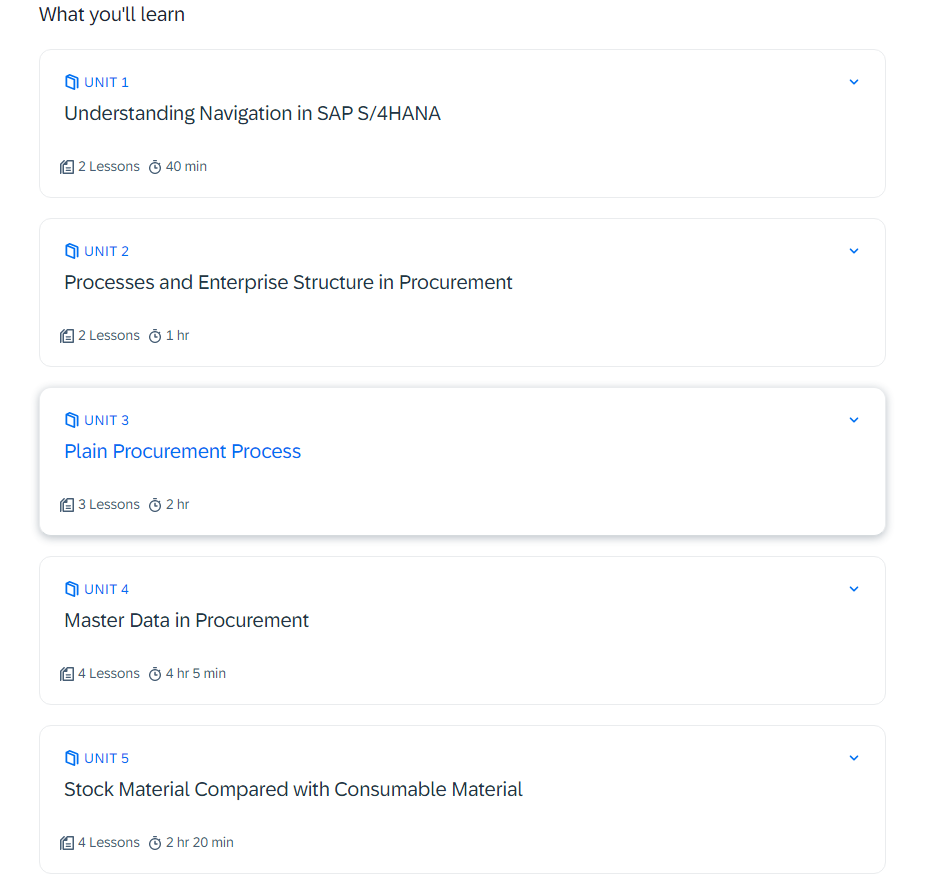 What you'll learn
UNIT 1
Understanding Navigation in SAP S/4HANA
2 Lessons 40 min
UNIT 2
Processes and Enterprise Structure in Procurement
2 Lessons 1 hr
UNIT 3
Plain Procurement Process
3 Lessons 2 hr
UNIT 4
Master Data in Procurement
4 Lessons 4 hr 5 min
UNIT 5
Stock Material Compared with Consumable Material
4 Lessons 2 hr 20 min